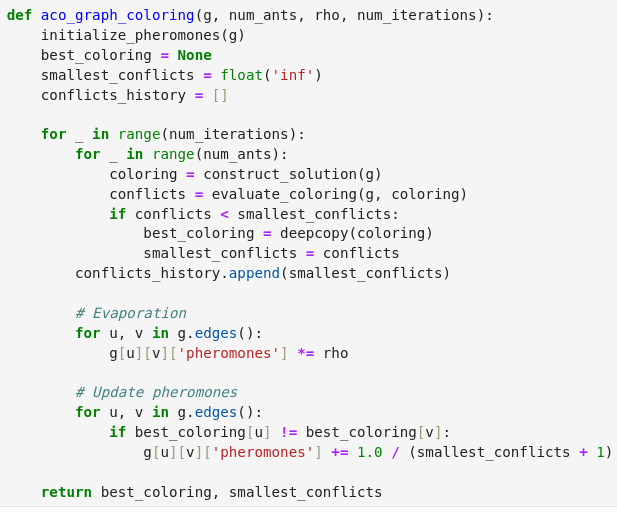 def aco_graph_coloring(g, num_ants, rho, num_iterations):
    initialize_pheromones(g)
    best_coloring = None
    smallest_conflicts = float('inf')
    conflicts_history = []

    for _ in range(num_iterations):
        for _ in range(num_ants):
            coloring = construct_solution(g)
            conflicts = evaluate_coloring(g, coloring)
            if conflicts < smallest_conflicts:
                best_coloring = deepcopy(coloring)
                smallest_conflicts = conflicts
        conflicts_history.append(smallest_conflicts)

        # Evaporation
        for u, v in g.edges():
            g[u][v]['pheromones'] *= rho

        # Update pheromones
        for u, v in g.edges():
            if best_coloring[u] != best_coloring[v]:
                g[u][v]['pheromones'] += 1.0 / (smallest_conflicts + 1)

    return best_coloring, smallest_conflicts